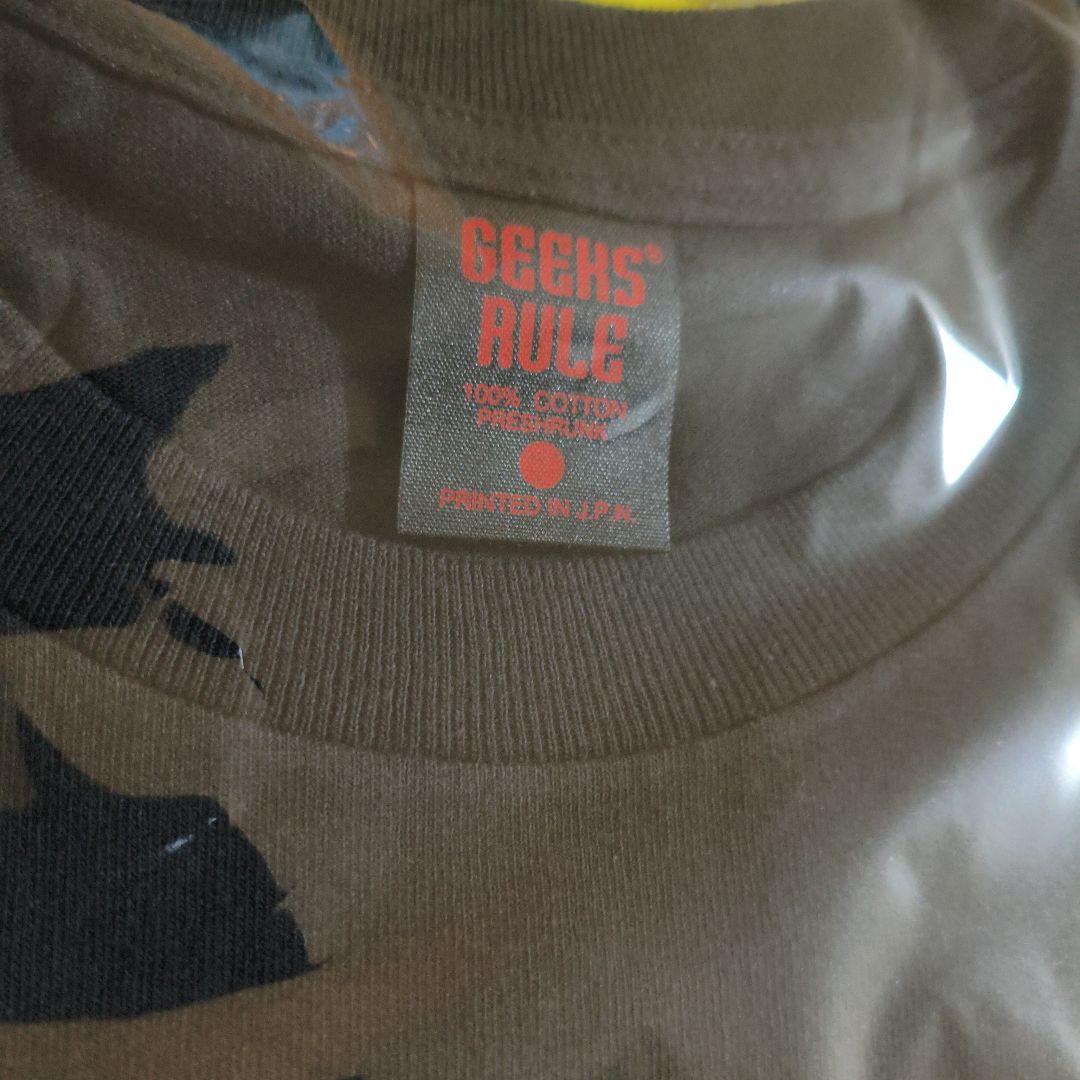 GEEKS®
RULE
100% COTTON
PRESHRUNK
PRINTED IN J.P.N.